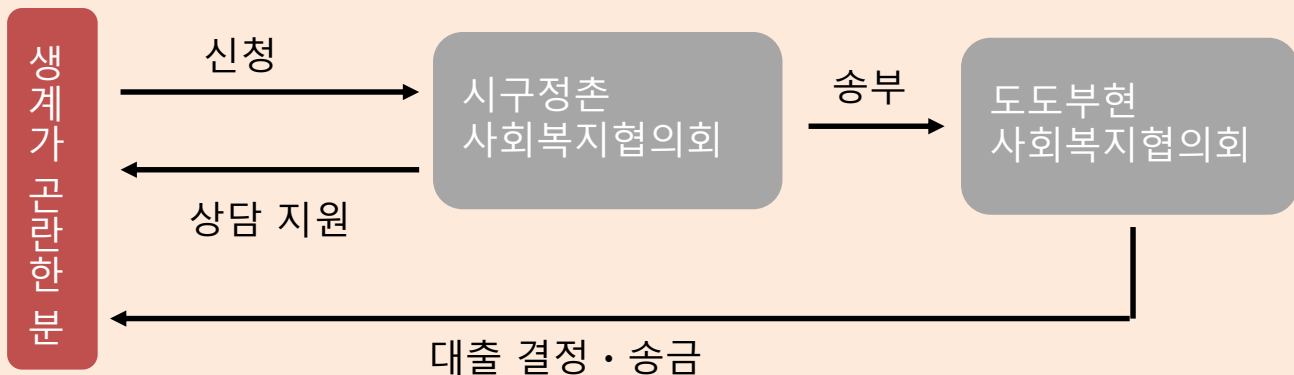 생계가 곤란한 분
신청
시구정촌
사회복지협의회
송부
도도부현
사회복지협의회
상담 지원
대출 결정・송금